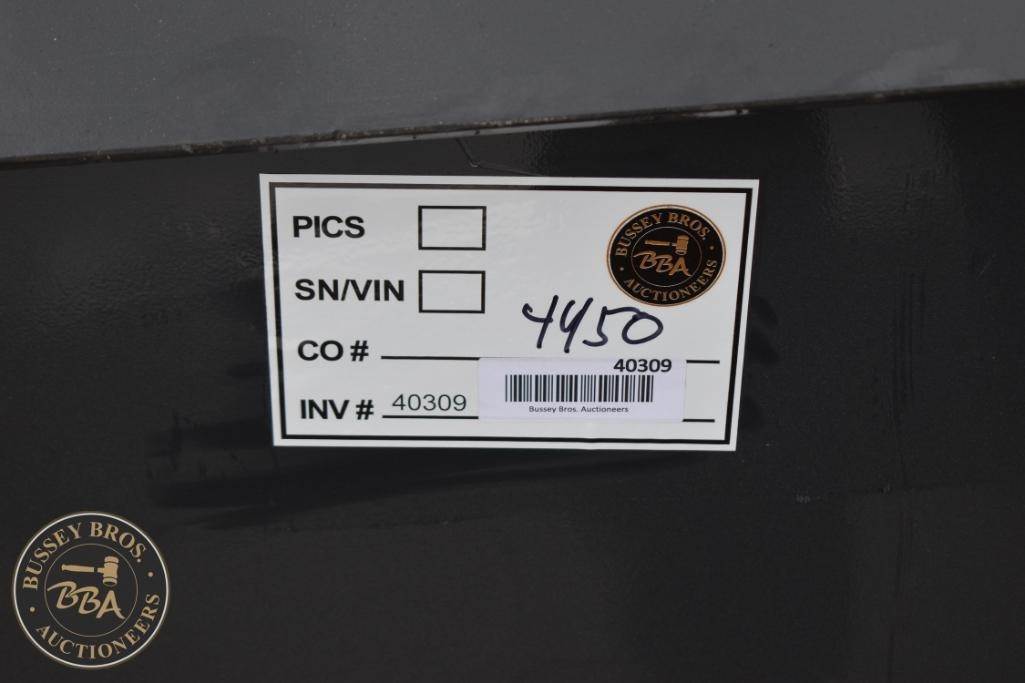 PICS
SN/VIN
CO #
INV # 40309
BUSSEY BROS.
BBA
AUCTIONEERS
4450
40309
Bussey Bros. Auctioneers
BUSSEY BROS.
BBA
AUCTIONEERS